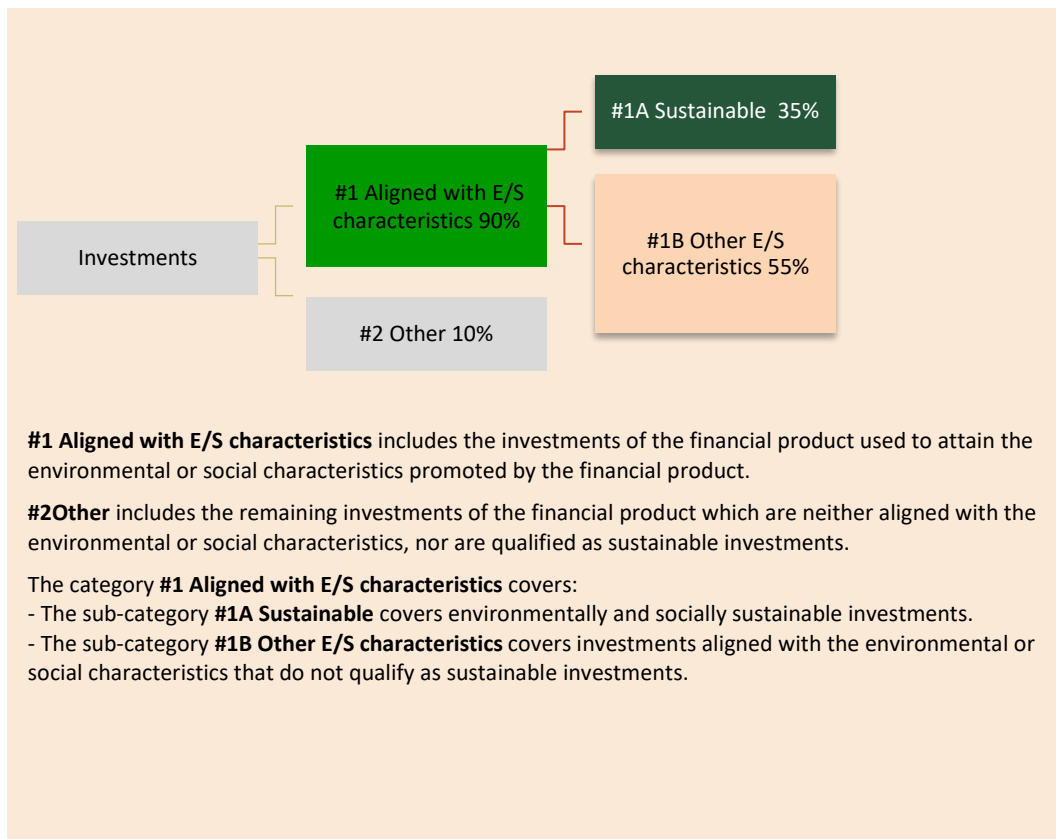 #1A Sustainable  35%
#1 Aligned with E/S
characteristics 90%
#1B Other E/S
characteristics 55%
Investments
#2 Other 10%
#1 Aligned with E/S characteristics includes the investments of the financial product used to attain the
environmental or social characteristics promoted by the financial product.
#2Other includes the remaining investments of the financial product which are neither aligned with the
environmental or social characteristics, nor are qualified as sustainable investments.
The category #1 Aligned with E/S characteristics covers:
- The sub-category #1A Sustainable covers environmentally and socially sustainable investments.
- The sub-category #1B Other E/S characteristics covers investments aligned with the environmental or
social characteristics that do not qualify as sustainable investments.